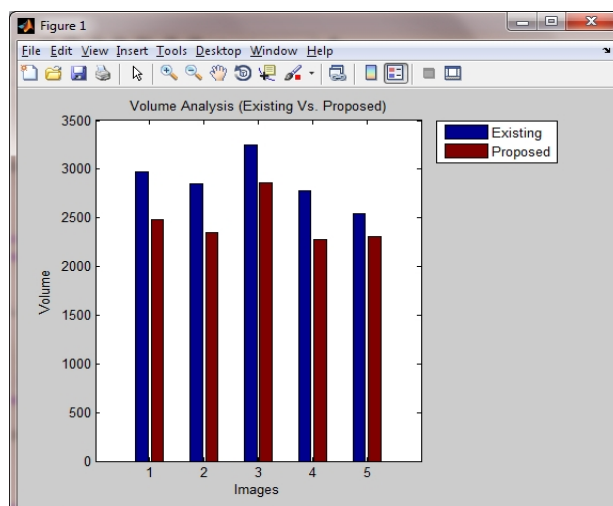 Figure 1
File Edit View Insert Tools Desktop Window Help
Volume Analysis (Existing Vs. Proposed)
3500
3000
2500
2000
1500
1000
500
0
Volume
1 2 3 4 5
Images
Existing
Proposed